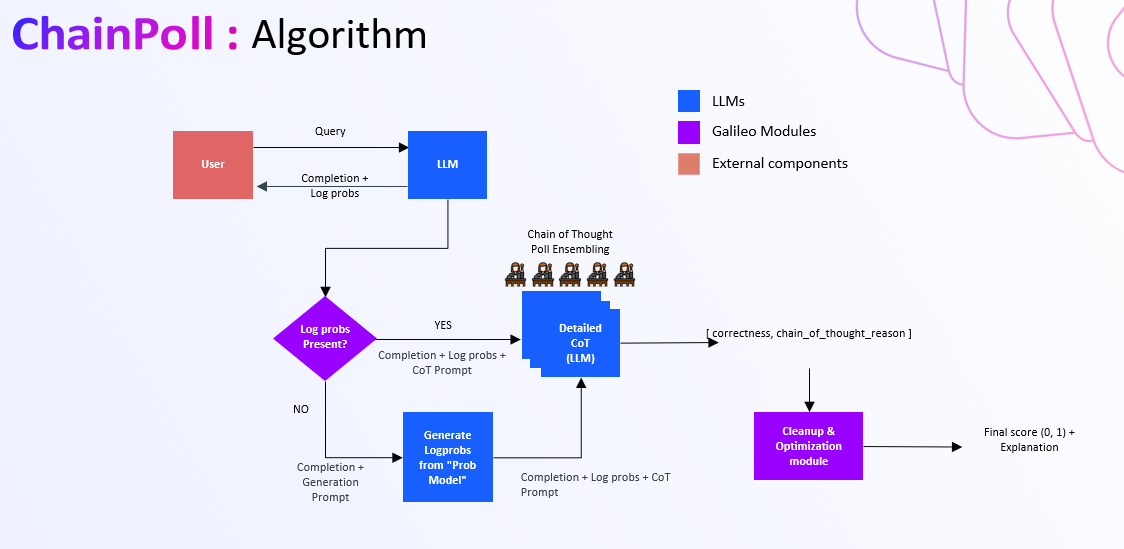 ChainPoll : Algorithm
LLMs
Galileo Modules
External components
Query
User
LLM
Completion +
Log probs
Chain of Thought
Poll Ensembling
Log probs
Present?
YES
Completion + Log probs +
CoT Prompt
Detailed
CoT
(LLM)
[ correctness, chain_of_thought_reason ]
NO
Completion +
Generation
Prompt
Generate
Logprobs
from "Prob
Model"
Completion + Log probs + CoT
Prompt
Cleanup &
Optimization
module
Final score (0, 1) +
Explanation